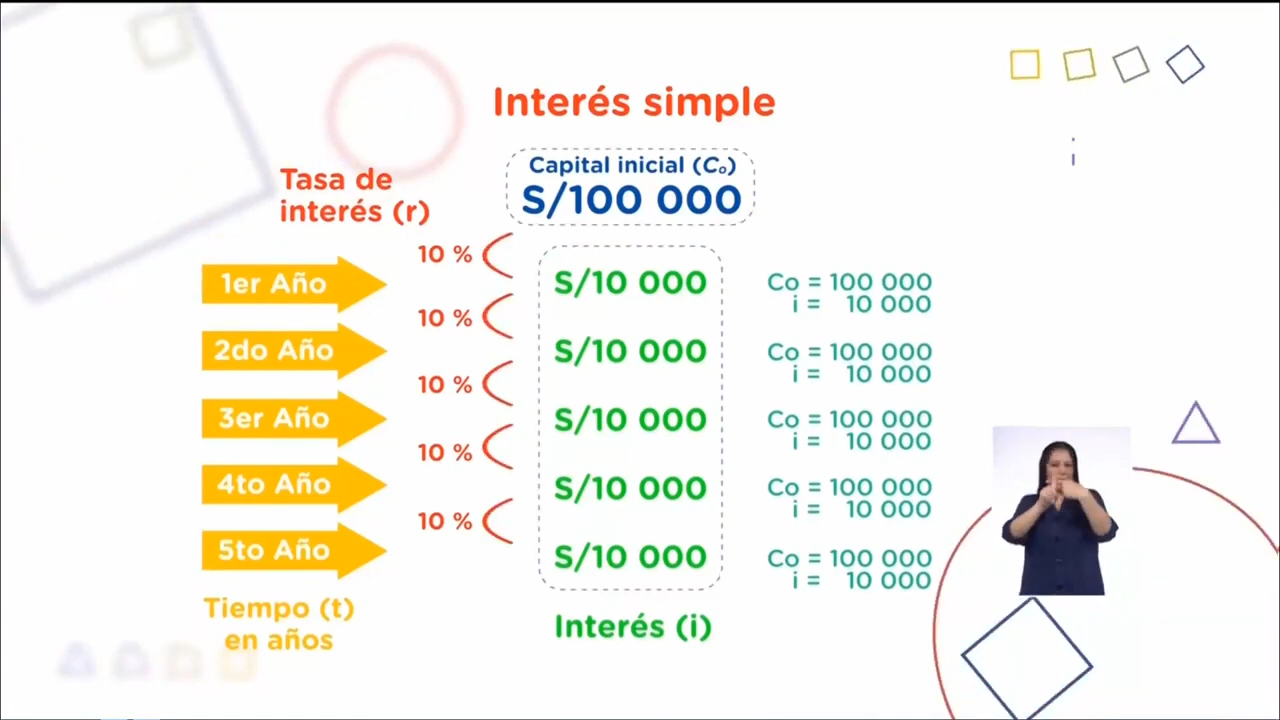 Interés simple
Capital inicial (Co)
S/100 000
Tasa de
interés (r)
10 %
1er Año
S/10 000
Co = 100 000
i = 10 000
10 %
2do Año
S/10 000
Co = 100 000
i = 10 000
10 %
3er Año
S/10 000
Co = 100 000
i = 10 000
10 %
4to Año
S/10 000
Co = 100 000
i = 10 000
10 %
5to Año
S/10 000
Co = 100 000
i = 10 000
Tiempo (t)
en años
Interés (i)